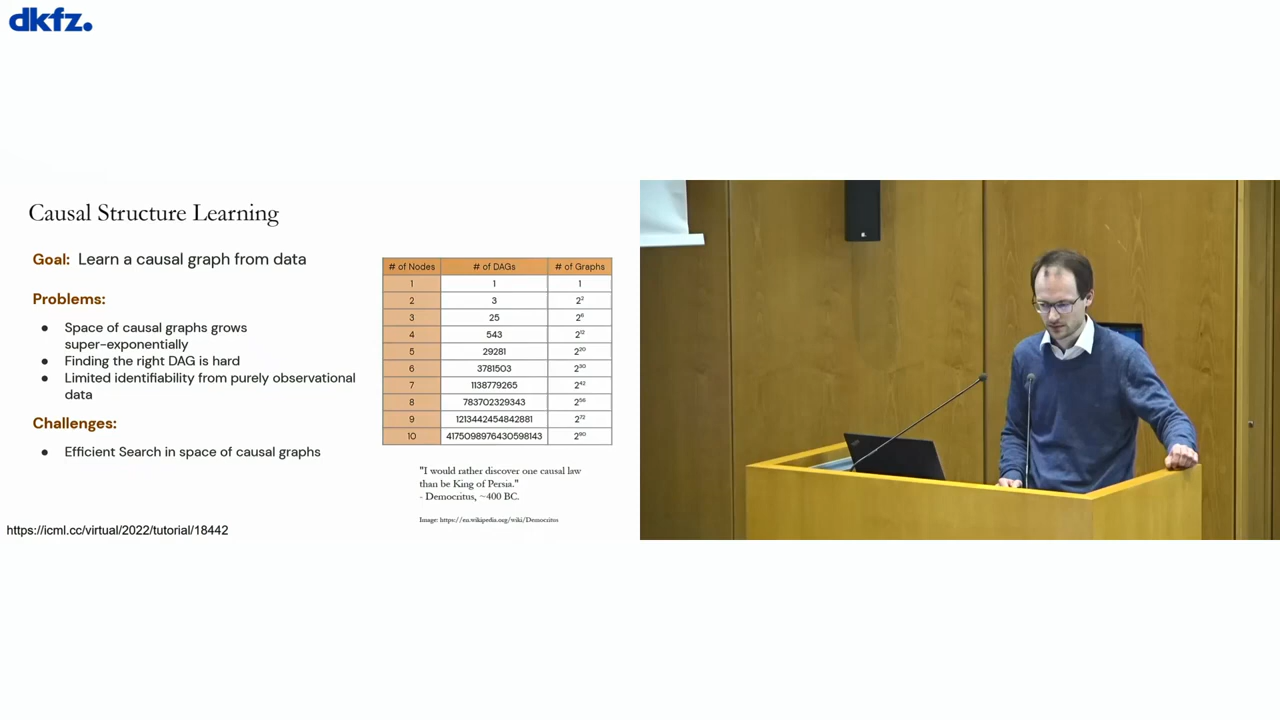 dkfz.
Causal Structure Learning
Goal: Learn a causal graph from data
Problems:
● Space of causal graphs grows
super-exponentially
● Finding the right DAG is hard
● Limited identifiability from purely observational
data
Challenges:
● Efficient Search in space of causal graphs
# of Nodes # of DAGs # of Graphs
1 1 1
2 3 2²
3 25 2⁶
4 543 2¹²
5 29281 2²⁰
6 3781503 2³⁰
7 1138779265 2⁴²
8 783702329343 2⁵⁶
9 1213442454842881 2⁷²
10 4175098976430598143 2⁹⁰
"I would rather discover one causal law
than be King of Persia."
- Democritus, ~400 BC.
Image: https://en.wikipedia.org/wiki/Democritus
https://icml.cc/virtual/2022/tutorial/18442